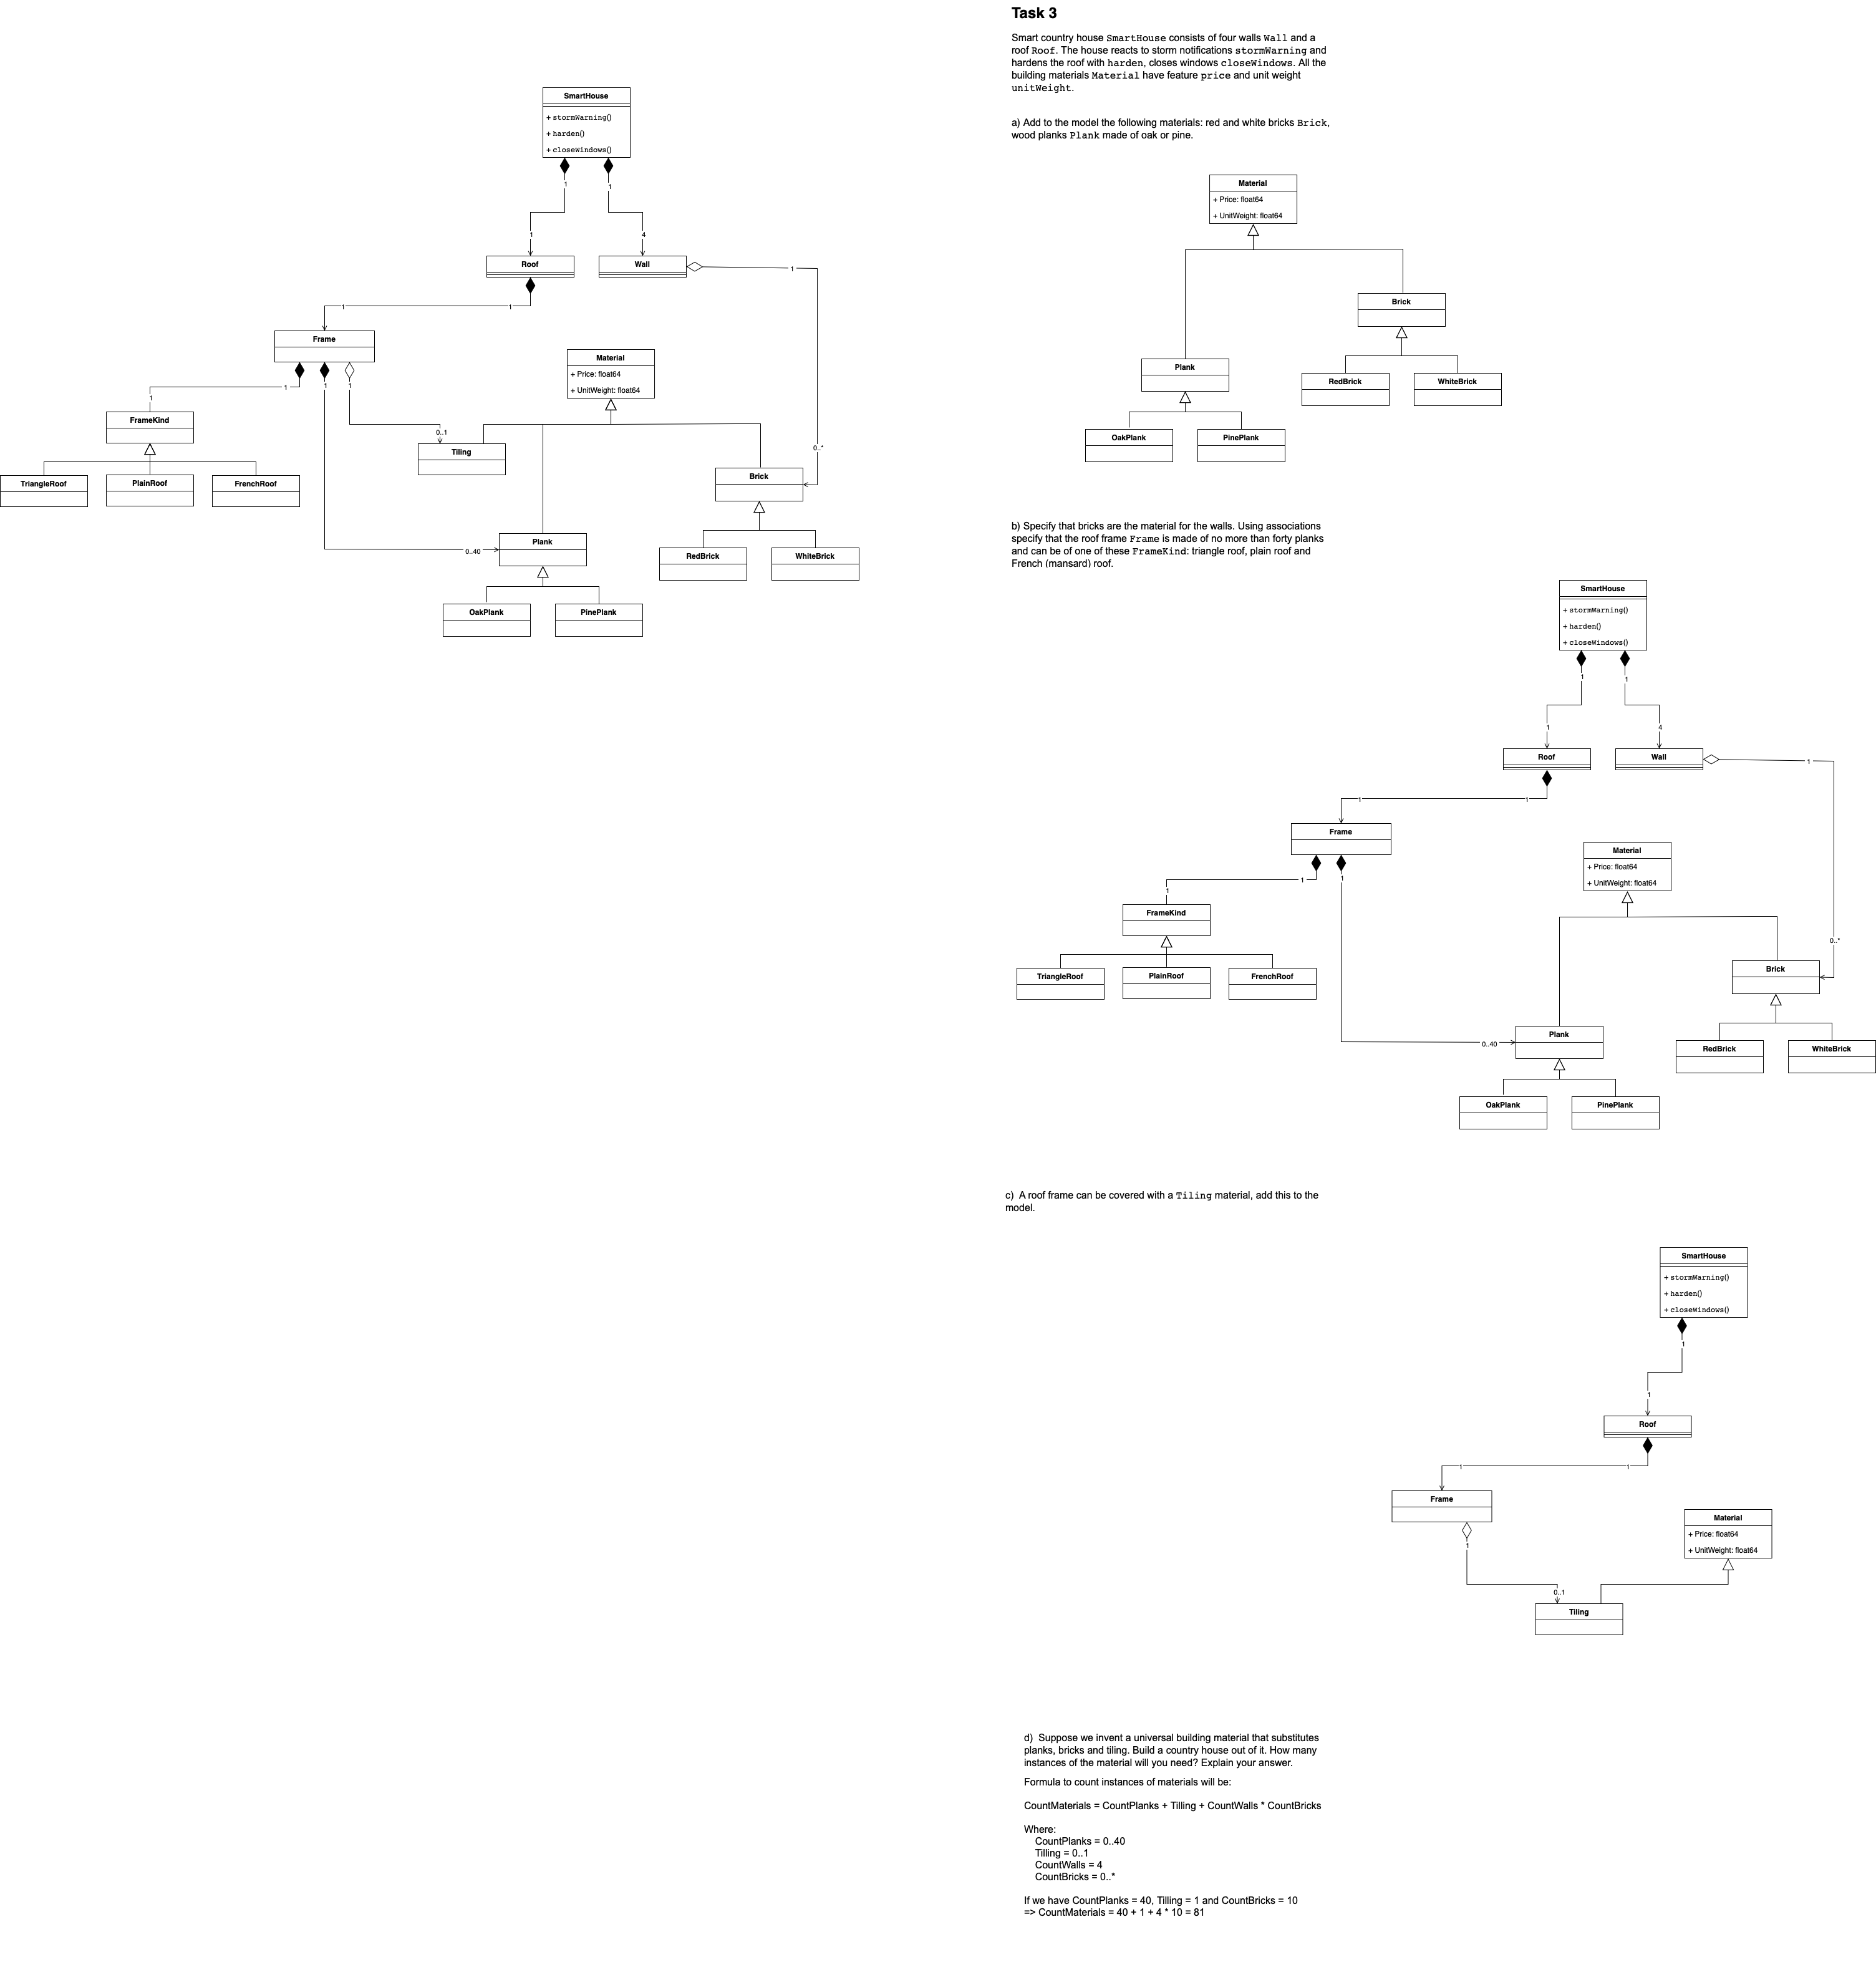 SmartHouse
+ stormWarning()
+ harden()
+ closeWindows()
1
1
1
4
Roof
Wall
1
1
1
Frame
Material
+ Price: float64
+ UnitWeight: float64
1
1
1
1
FrameKind
0..1
Tiling
0..*
Brick
TriangleRoof
PlainRoof
FrenchRoof
Plank
0..40
RedBrick
WhiteBrick
OakPlank
PinePlank
Task 3
Smart country house SmartHouse consists of four walls Wall and a
roof Roof. The house reacts to storm notifications stormWarning and
hardens the roof with harden, closes windows closeWindows. All the
building materials Material have feature price and unit weight
unitWeight.
a) Add to the model the following materials: red and white bricks Brick,
wood planks Plank made of oak or pine.
Material
+ Price: float64
+ UnitWeight: float64
Brick
Plank
RedBrick
WhiteBrick
OakPlank
PinePlank
b) Specify that bricks are the material for the walls. Using associations
specify that the roof frame Frame is made of no more than forty planks
and can be of one of these FrameKind: triangle roof, plain roof and
French (mansard) roof.
SmartHouse
+ stormWarning()
+ harden()
+ closeWindows()
1
1
1
4
Roof
Wall
1
1
1
Frame
Material
+ Price: float64
+ UnitWeight: float64
1
1
1
FrameKind
0..*
Brick
TriangleRoof
PlainRoof
FrenchRoof
Plank
0..40
RedBrick
WhiteBrick
OakPlank
PinePlank
c) A roof frame can be covered with a Tiling material, add this to the
model.
SmartHouse
+ stormWarning()
+ harden()
+ closeWindows()
1
1
Roof
1
1
Frame
Material
+ Price: float64
+ UnitWeight: float64
1
0..1
Tiling
d) Suppose we invent a universal building material that substitutes
planks, bricks and tiling. Build a country house out of it. How many
instances of the material will you need? Explain your answer.
Formula to count instances of materials will be:
CountMaterials = CountPlanks + Tilling + CountWalls * CountBricks
Where:
CountPlanks = 0..40
Tilling = 0..1
CountWalls = 4
CountBricks = 0..*
If we have CountPlanks = 40, Tilling = 1 and CountBricks = 10
=> CountMaterials = 40 + 1 + 4 * 10 = 81